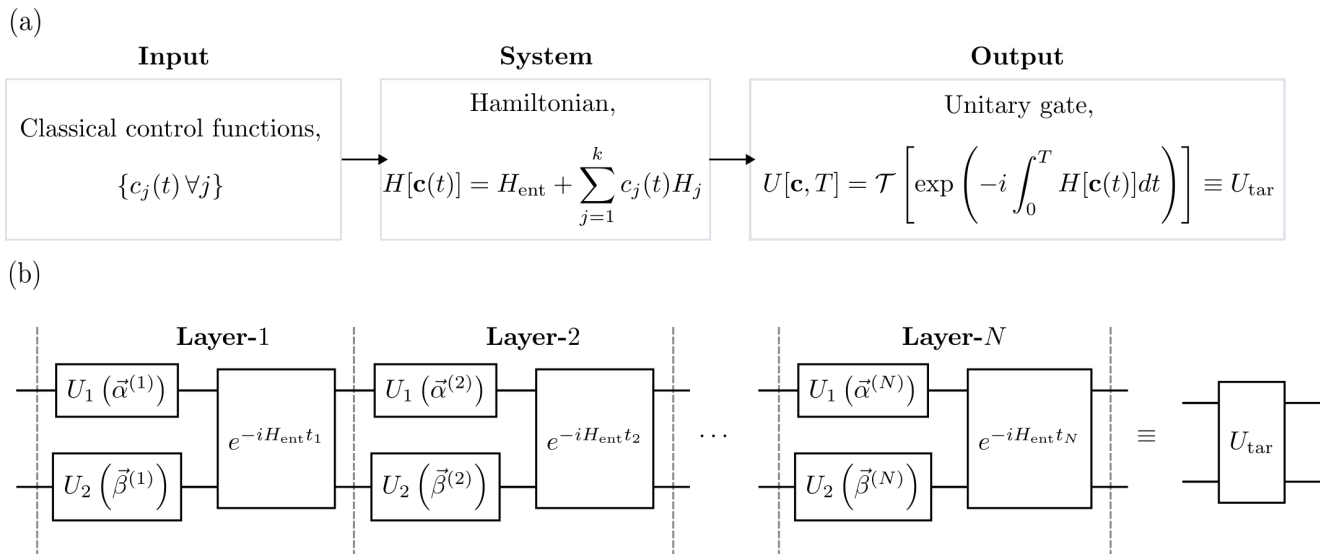 (a)
Input
System
Output
Classical control functions,
{c_j(t) ∀j}
Hamiltonian,
H[𝐜(t)] = H_ent + ∑_{j=1}^{k} c_j(t)H_j
Unitary gate,
U[𝐜, T] = 𝒯 [exp (−i ∫_0^T H[𝐜(t)]dt)] ≡ U_tar
(b)
Layer-1
Layer-2
Layer-N
U_1 (α⃗^(1))
U_2 (β⃗^(1))
e^{−iH_ent t_1}
U_1 (α⃗^(2))
U_2 (β⃗^(2))
e^{−iH_ent t_2}
⋯
U_1 (α⃗^(N))
U_2 (β⃗^(N))
e^{−iH_ent t_N}
≡
U_tar